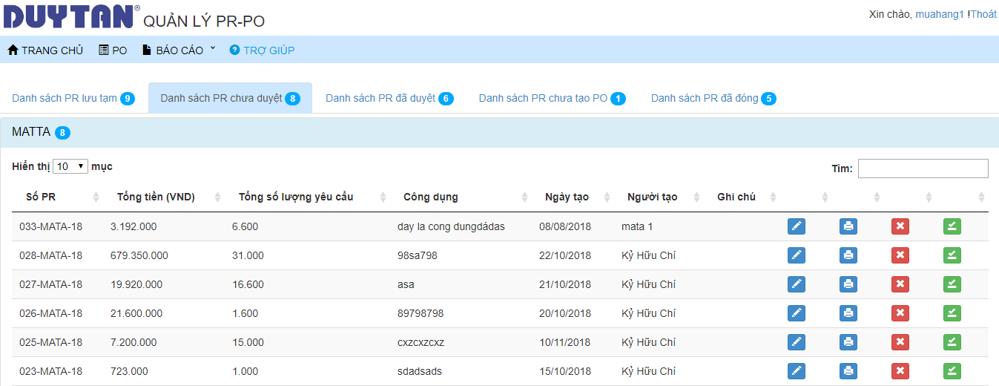 DUYTAN® QUẢN LÝ PR-PO
Xin chào, muahang1 !Thoát
TRANG CHỦ PO BÁO CÁO TRỢ GIÚP
Danh sách PR lưu tạm 9 Danh sách PR chưa duyệt 8 Danh sách PR đã duyệt 6 Danh sách PR chưa tạo PO 1 Danh sách PR đã đóng 5
MATTA 8
Hiển thị 10 mục Tìm:
Số PR Tổng tiền (VND) Tổng số lượng yêu cầu Công dụng Ngày tạo Người tạo Ghi chú
033-MATA-18 3.192.000 6.600 day la cong dungdádas 08/08/2018 mata 1
028-MATA-18 679.350.000 31.000 98sa798 22/10/2018 Kỷ Hữu Chí
027-MATA-18 19.920.000 16.600 asa 21/10/2018 Kỷ Hữu Chí
026-MATA-18 21.600.000 1.600 89798798 20/10/2018 Kỷ Hữu Chí
025-MATA-18 7.200.000 15.000 cxzcxzcxz 10/11/2018 Kỷ Hữu Chí
023-MATA-18 723.000 1.000 sdadsads 15/10/2018 Kỷ Hữu Chí